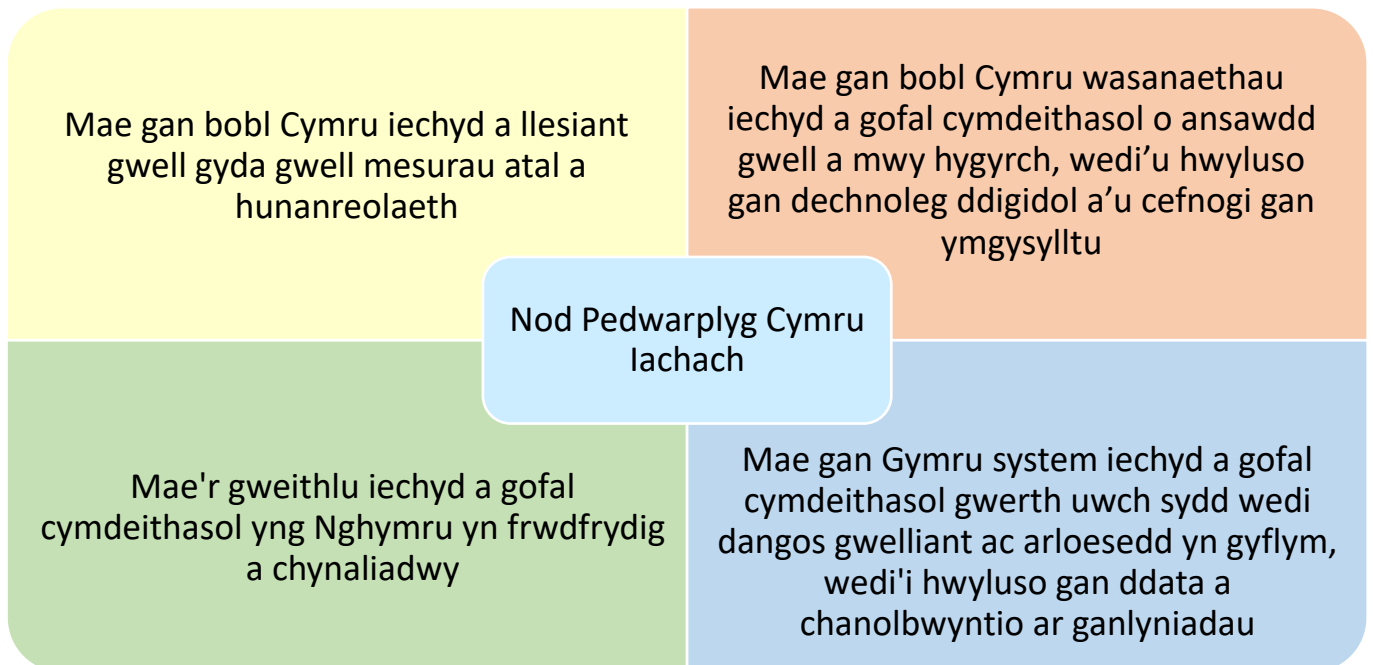 Mae gan bobl Cymru iechyd a llesiant
gwell gyda gwell mesurau atal a
hunanreolaeth
Mae gan bobl Cymru wasanaethau
iechyd a gofal cymdeithasol o ansawdd
gwell a mwy hygyrch, wedi’u hwyluso
gan dechnoleg ddigidol a’u cefnogi gan
ymgysylltu
Nod Pedwarplyg Cymru
Iachach
Mae'r gweithlu iechyd a gofal
cymdeithasol yng Nghymru yn frwdfrydig
a chynaliadwy
Mae gan Gymru system iechyd a gofal
cymdeithasol gwerth uwch sydd wedi
dangos gwelliant ac arloesedd yn gyflym,
wedi'i hwyluso gan ddata a
chanolbwyntio ar ganlyniadau